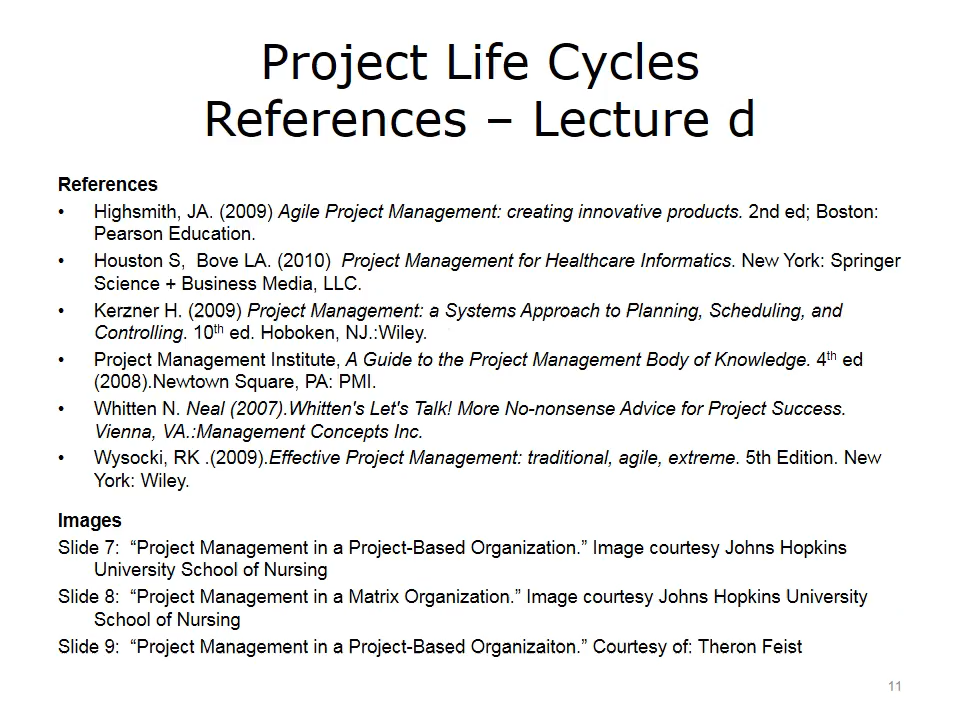 Project Life Cycles
References – Lecture d
References
• Highsmith, JA. (2009) Agile Project Management: creating innovative products. 2nd ed; Boston:
Pearson Education.
• Houston S,  Bove LA. (2010)  Project Management for Healthcare Informatics. New York: Springer
Science + Business Media, LLC.
• Kerzner H. (2009) Project Management: a Systems Approach to Planning, Scheduling, and
Controlling. 10th ed. Hoboken, NJ.:Wiley.
• Project Management Institute, A Guide to the Project Management Body of Knowledge. 4th ed
(2008).Newtown Square, PA: PMI.
• Whitten N. Neal (2007).Whitten's Let's Talk! More No-nonsense Advice for Project Success.
Vienna, VA.:Management Concepts Inc.
• Wysocki, RK .(2009).Effective Project Management: traditional, agile, extreme. 5th Edition. New
York: Wiley.
Images
Slide 7:  “Project Management in a Project-Based Organization.” Image courtesy Johns Hopkins
University School of Nursing
Slide 8:  “Project Management in a Matrix Organization.” Image courtesy Johns Hopkins University
School of Nursing
Slide 9:  “Project Management in a Project-Based Organizaiton.” Courtesy of: Theron Feist
11